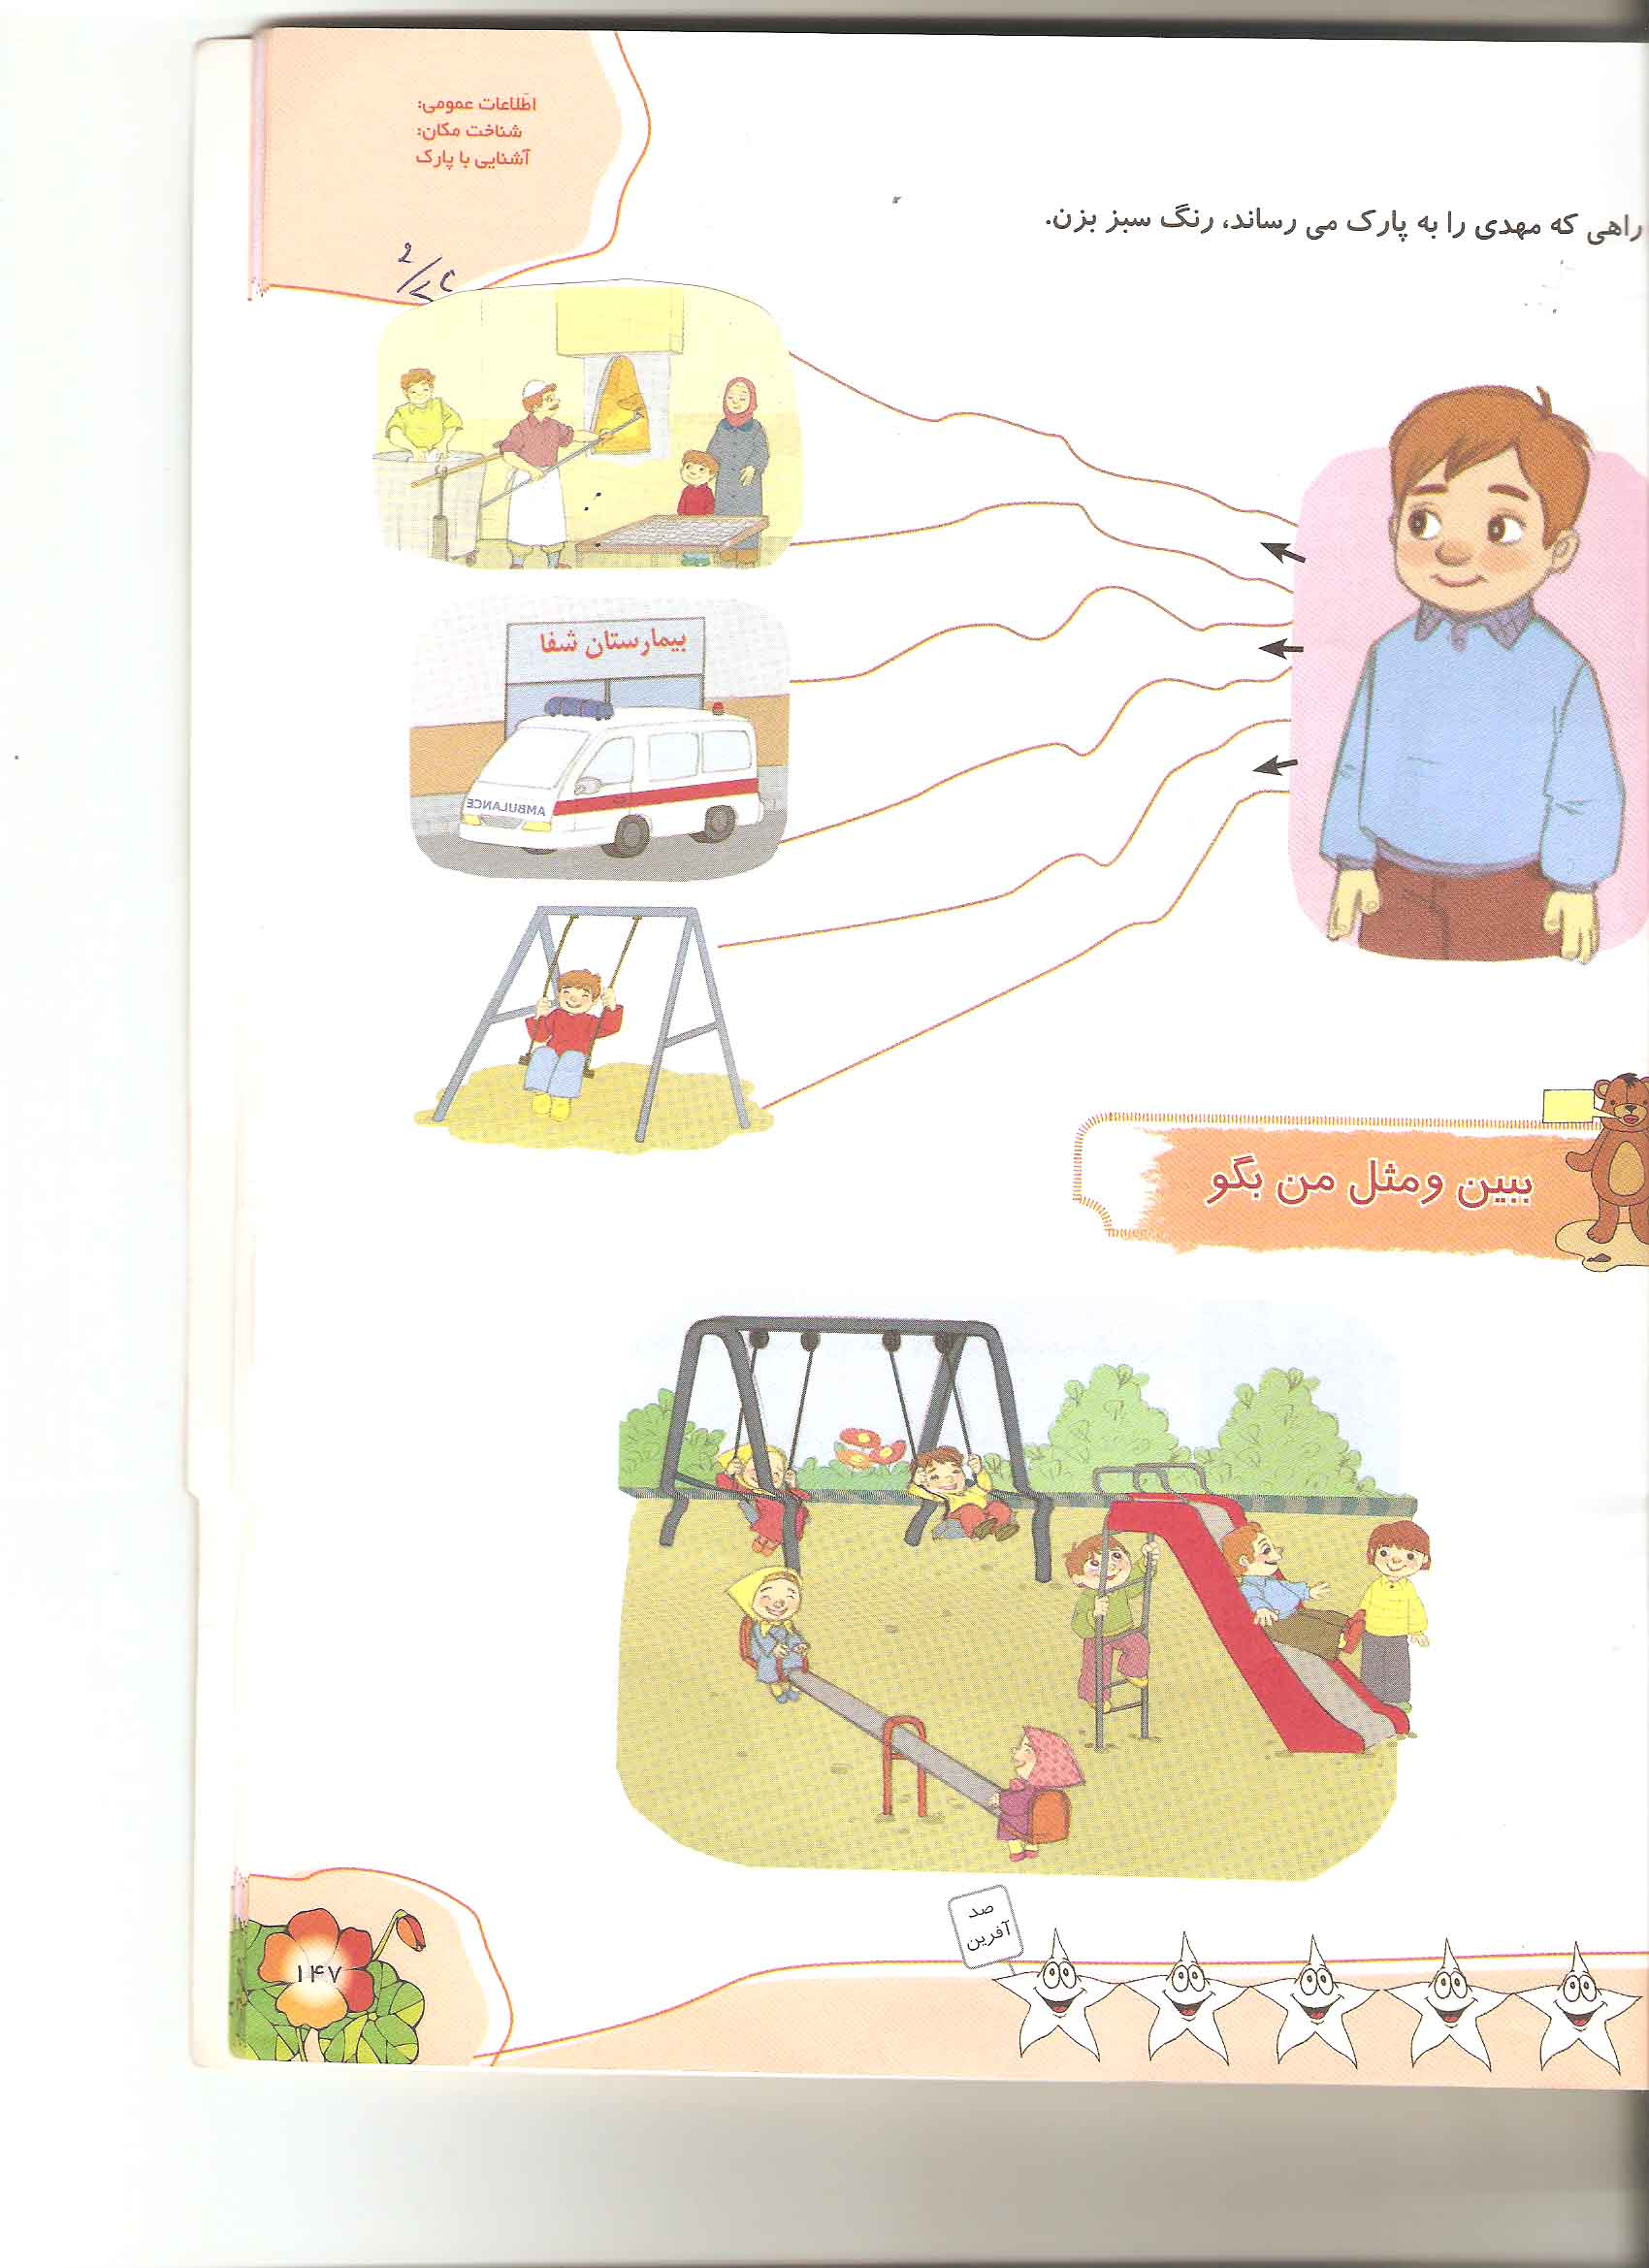 اطّلاعات عمومی:
شناخت مکان:
آشنایی با پارک
راهی که مهدی را به پارک می رساند، رنگ سبز بزن.
بیمارستان شفا
AMBULANCE
ببین ومثل من بگو
صد
آفرین
۱۴۷